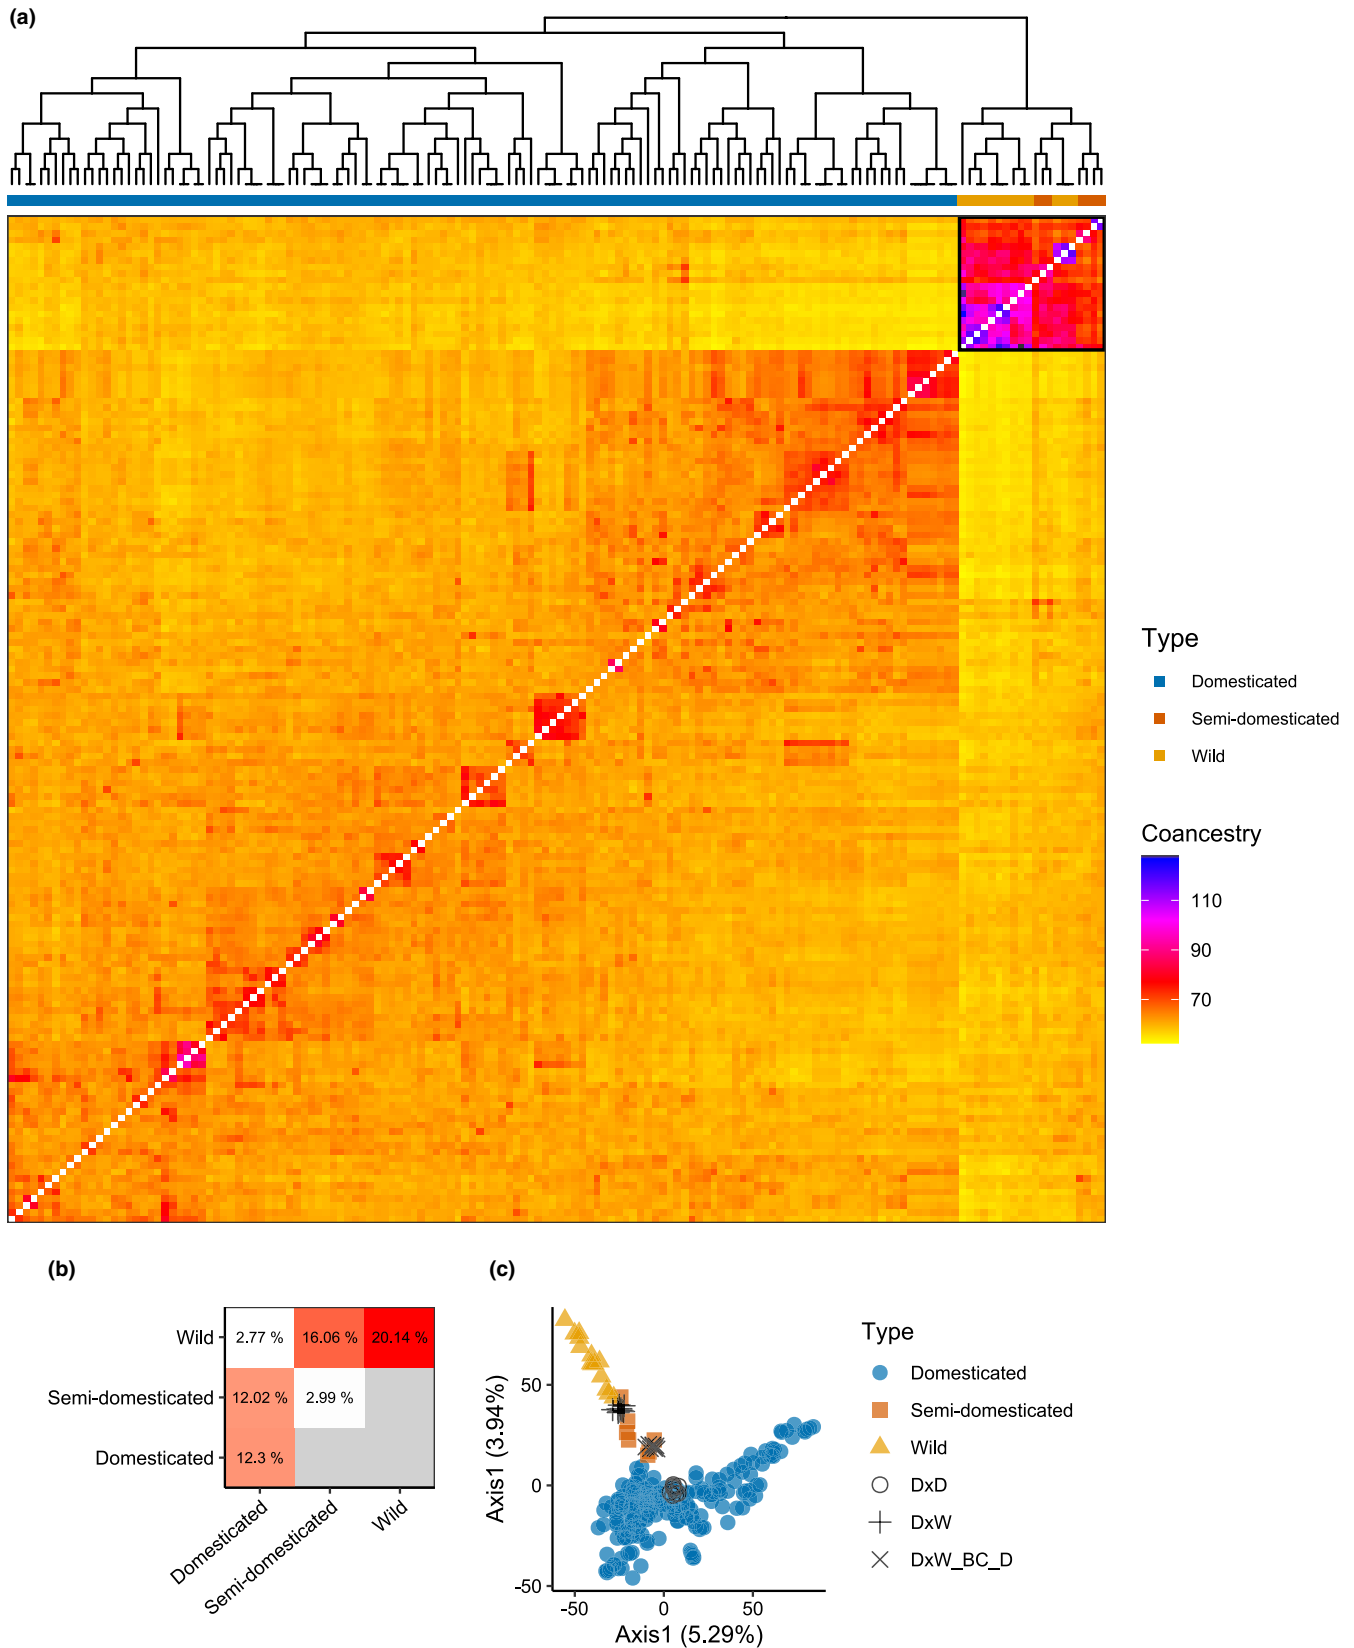 (a)
Type
Domesticated
Semi-domesticated
Wild
Coancestry
110
90
70
(b)
Wild
2.77 %
16.06 %
20.14 %
Semi-domesticated
12.02 %
2.99 %
Domesticated
12.3 %
Domesticated
Semi-domesticated
Wild
(c)
Axis1 (3.94%)
50
0
-50
-50
0
50
Axis1 (5.29%)
Type
Domesticated
Semi-domesticated
Wild
DxD
DxW
DxW_BC_D